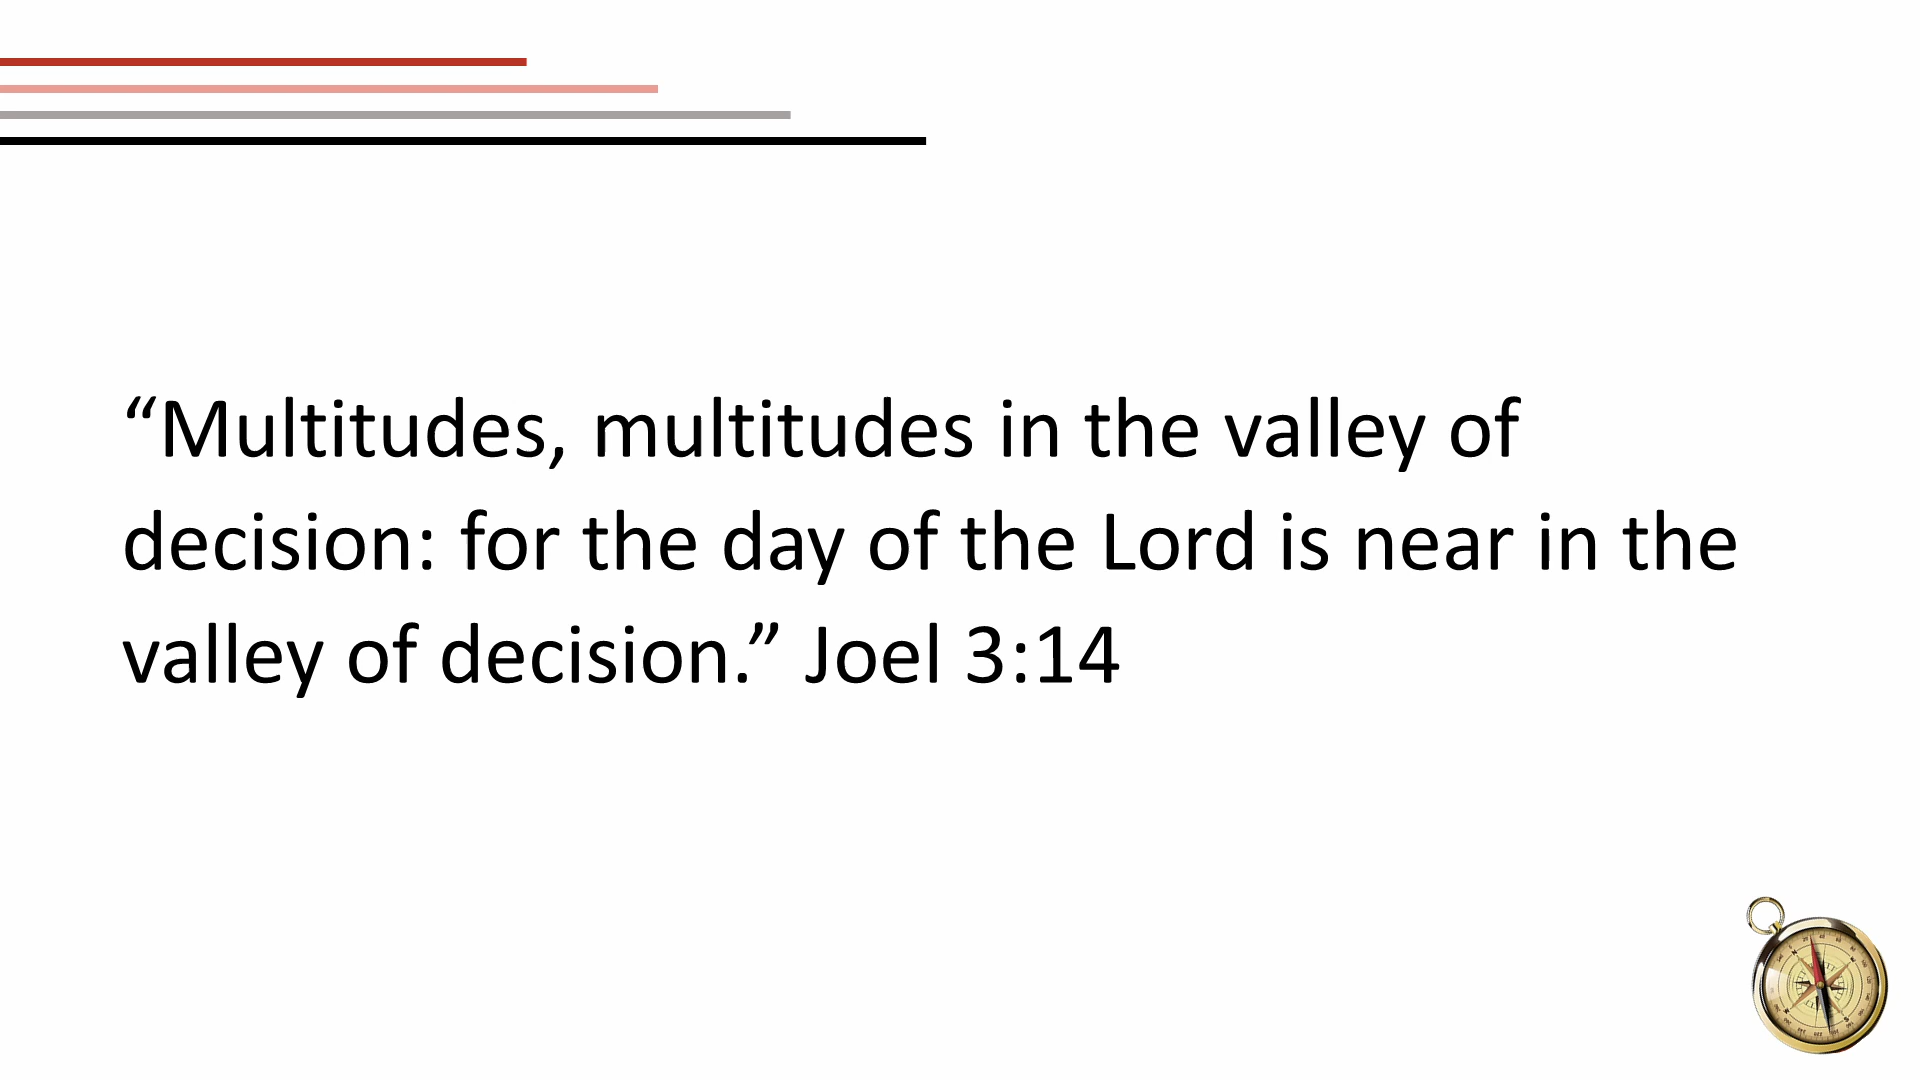 “Multitudes, multitudes in the valley of
decision: for the day of the Lord is near in the
valley of decision.” Joel 3:14